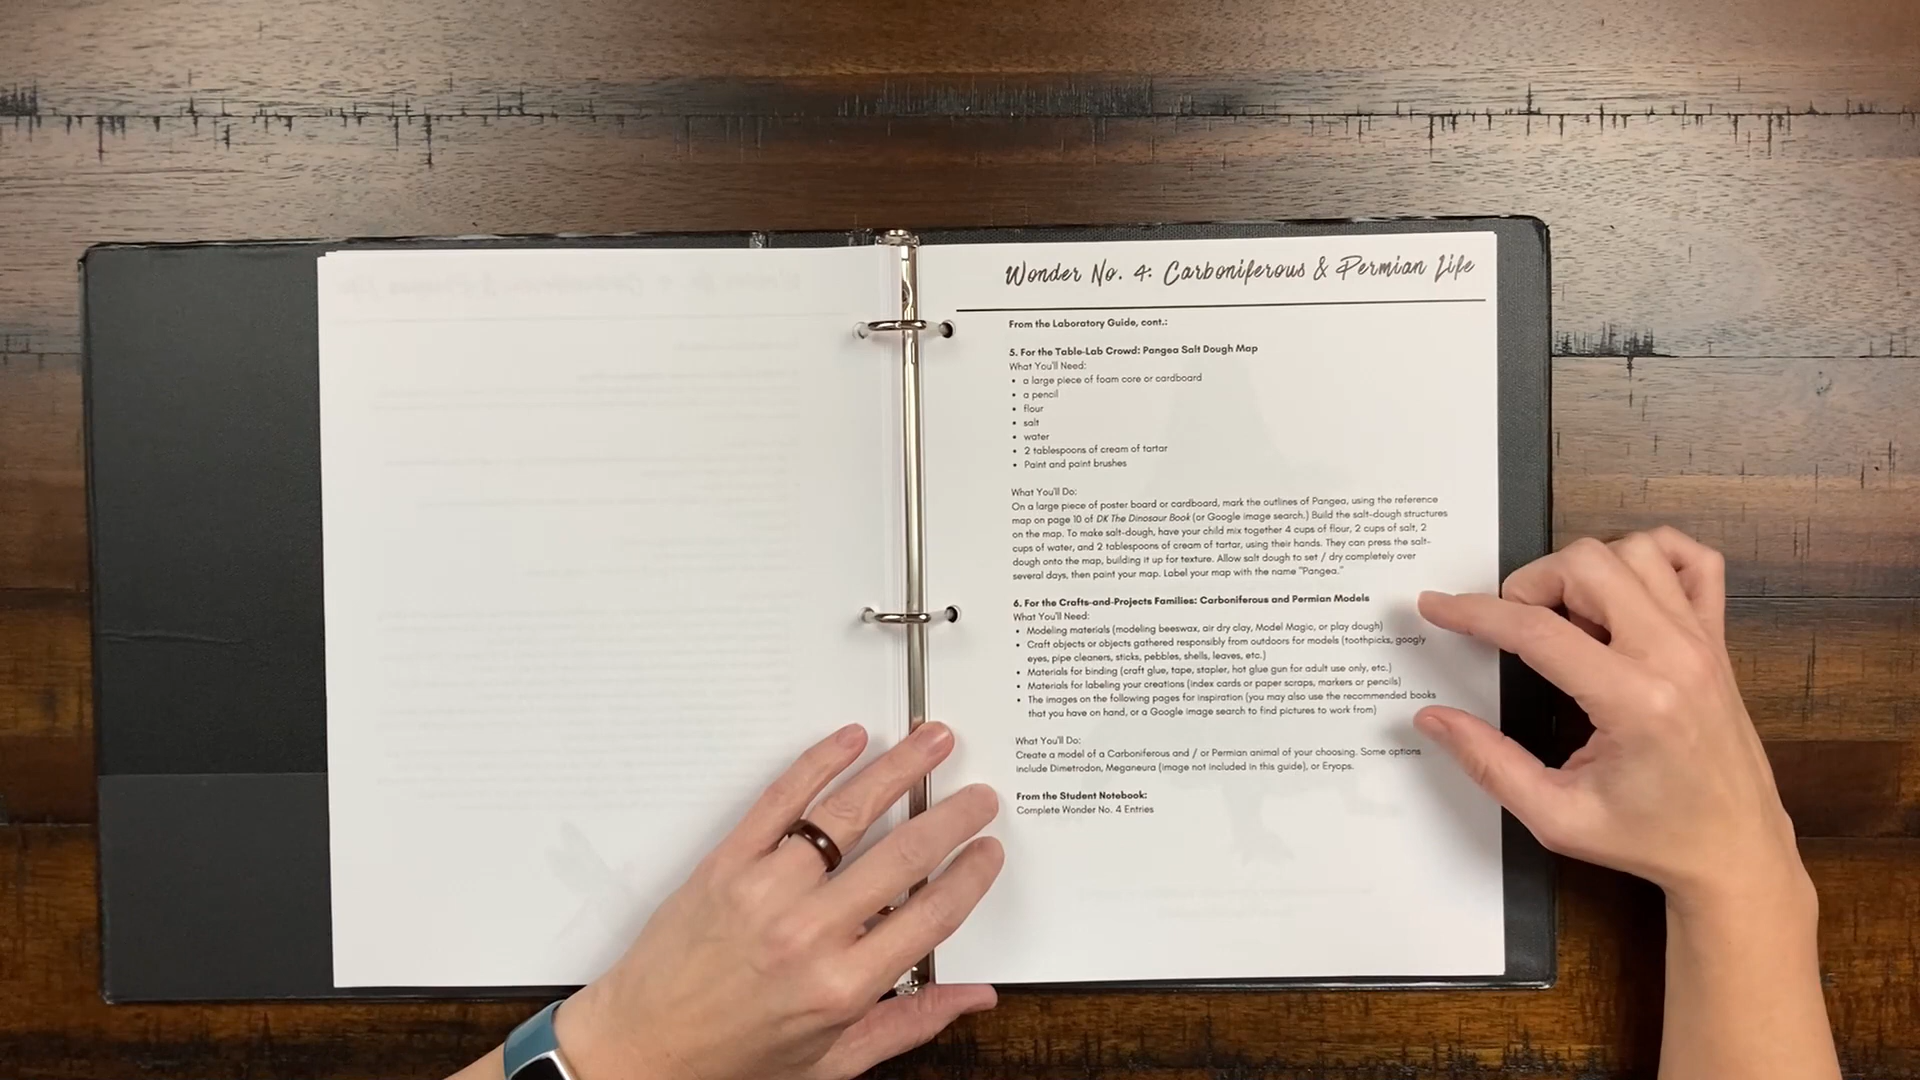 Wonder No. 4: Carboniferous & Permian Life
From the Laboratory Guide, cont.:
5. For the Table-Lab Crowd: Pangea Salt Dough Map
What You'll Need:
• a large piece of foam core or cardboard
• a pencil
• flour
• salt
• water
• 2 tablespoons of cream of tartar
• Paint and paint brushes
What You'll Do:
On a large piece of poster board or cardboard, mark the outlines of Pangea, using the reference
map on page 10 of DK The Dinosaur Book (or Google image search.) Build the salt-dough structures
on the map. To make salt-dough, have your child mix together 4 cups of flour, 2 cups of salt, 2
cups of water, and 2 tablespoons of cream of tartar, using their hands. They can press the salt-
dough onto the map, building it up for texture. Allow salt dough to set / dry completely over
several days, then paint your map. Label your map with the name "Pangea."
6. For the Crafts-and-Projects Families: Carboniferous and Permian Models
What You'll Need:
• Modeling materials (modeling beeswax, air dry clay, Model Magic, or play dough)
• Craft objects or objects gathered responsibly from outdoors for models (toothpicks, googly
eyes, pipe cleaners, sticks, pebbles, shells, leaves, etc.)
• Materials for binding (craft glue, tape, stapler, hot glue gun for adult use only, etc.)
• Materials for labeling your creations (index cards or paper scraps, markers or pencils)
• The images on the following pages for inspiration (you may also use the recommended books
that you have on hand, or a Google image search to find pictures to work from)
What You'll Do:
Create a model of a Carboniferous and / or Permian animal of your choosing. Some options
include Dimetrodon, Meganeura (image not included in this guide), or Eryops.
From the Student Notebook:
Complete Wonder No. 4 Entries